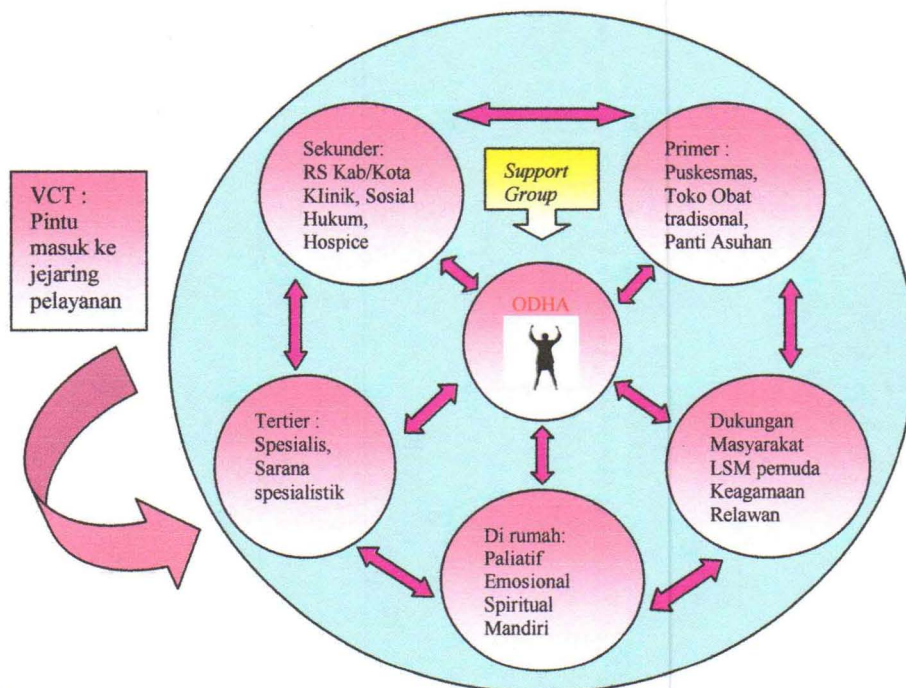 VCT :
Pintu
masuk ke
jejaring
pelayanan
Sekunder:
RS Kab/Kota
Klinik, Sosial
Hukum,
Hospice
Support
Group
Primer :
Puskesmas,
Toko Obat
tradisonal,
Panti Asuhan
ODHA
Tertier :
Spesialis,
Sarana
spesialistik
Dukungan
Masyarakat
LSM pemuda
Keagamaan
Relawan
Di rumah:
Paliatif
Emosional
Spiritual
Mandiri